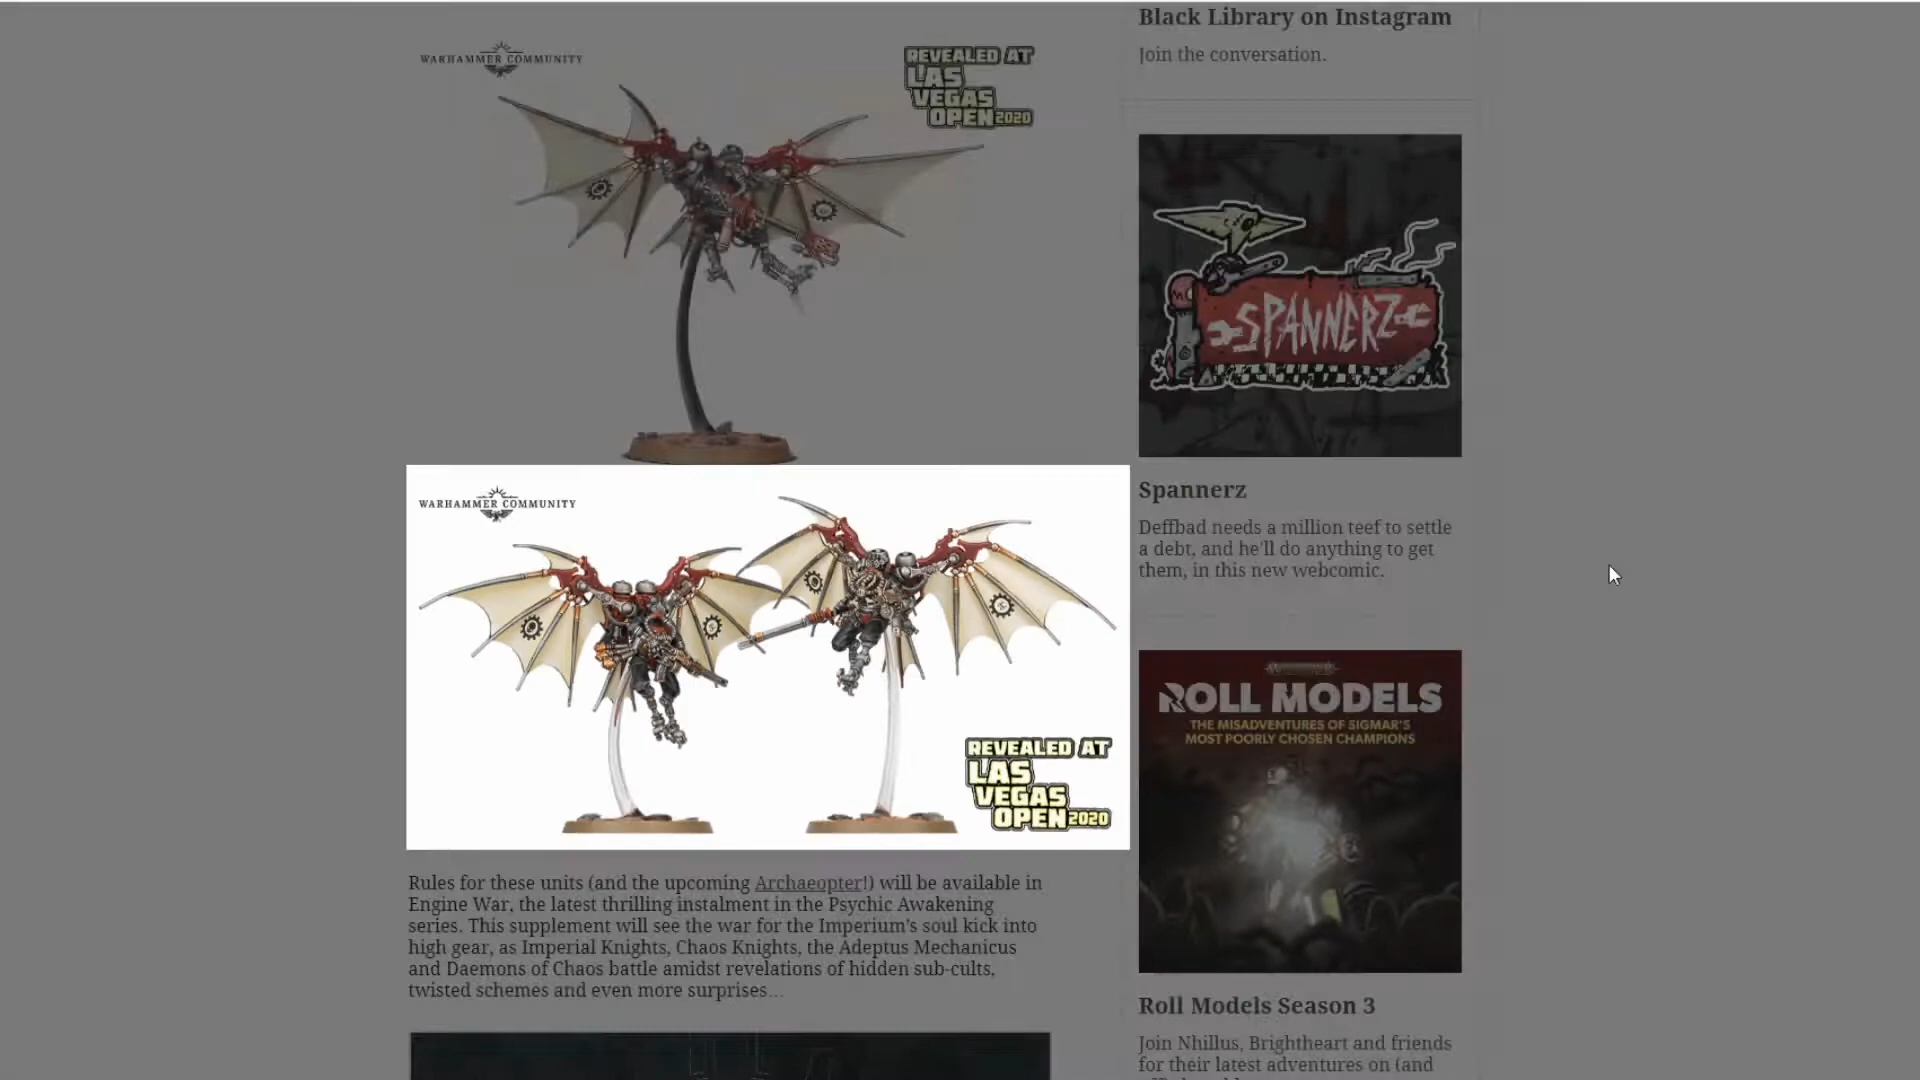 WARHAMMER COMMUNITY
REVEALED AT
LAS
VEGAS
OPEN 2020
WARHAMMER COMMUNITY
REVEALED AT
LAS
VEGAS
OPEN 2020
Rules for these units (and the upcoming Archaeopter!) will be available in
Engine War, the latest thrilling instalment in the Psychic Awakening
series. This supplement will see the war for the Imperium's soul kick into
high gear, as Imperial Knights, Chaos Knights, the Adeptus Mechanicus
and Daemons of Chaos battle amidst revelations of hidden sub-cults,
twisted schemes and even more surprises…
Black Library on Instagram
Join the conversation.
SPANNERZ
Spannerz
Deffbad needs a million teef to settle
a debt, and he'll do anything to get
them, in this new webcomic.
ROLL MODELS
THE MISADVENTURES OF SIGMAR'S
MOST POORLY CHOSEN CHAMPIONS
Roll Models Season 3
Join Nhillus, Brightheart and friends
for their latest adventures on (and